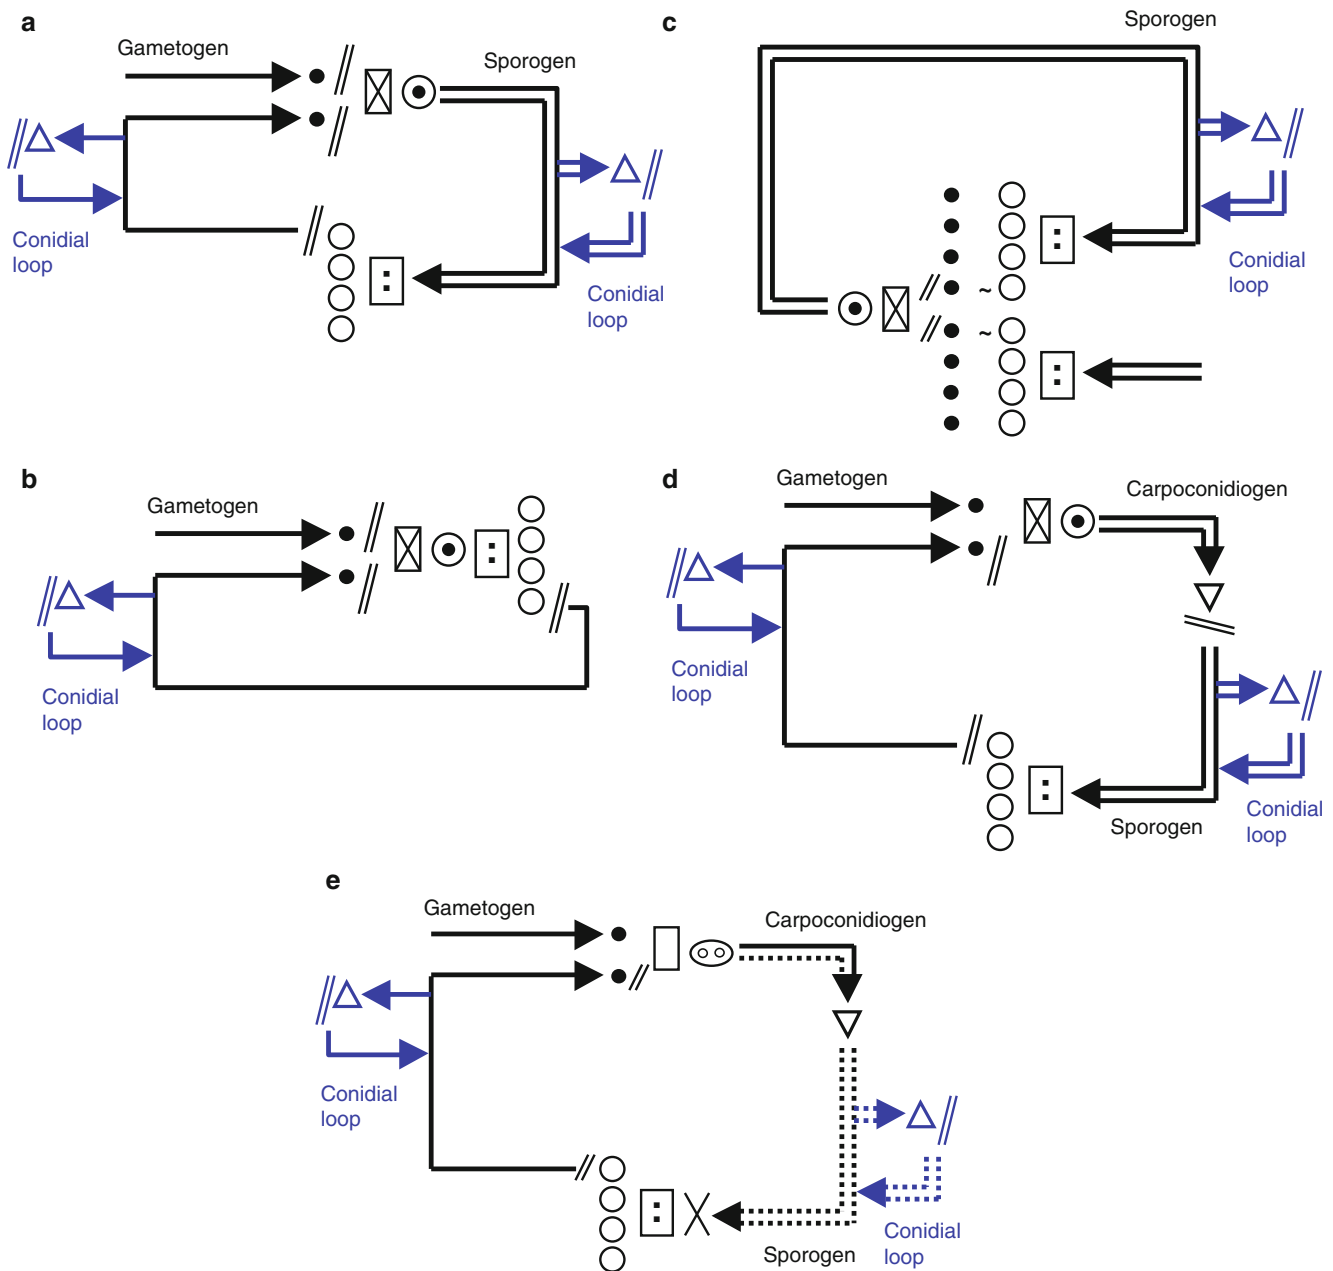 a
Gametogen
Sporogen
Conidial
loop
Conidial
loop
c
Sporogen
Conidial
loop
~
~
b
Gametogen
Conidial
loop
d
Gametogen
Carpoconidiogen
Conidial
loop
Sporogen
Conidial
loop
e
Gametogen
Carpoconidiogen
Conidial
loop
Sporogen
Conidial
loop